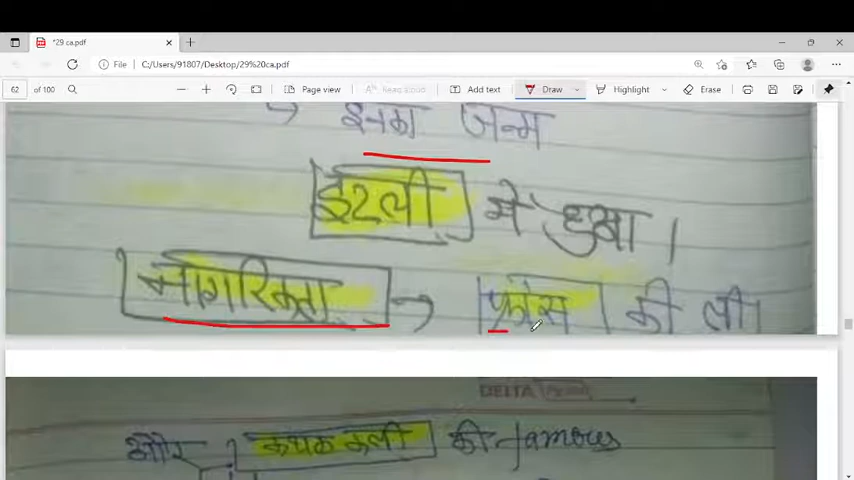 *29 ca.pdf
File C:/Users/91807/Desktop/29%20ca.pdf
62 of 100 Page view Read aloud Add text Draw Highlight Erase
→ इनका जन्म
इटली मे हुआ।
नागरिकता → फ्रांस की ली।
DELTA
और कथक कली की famous